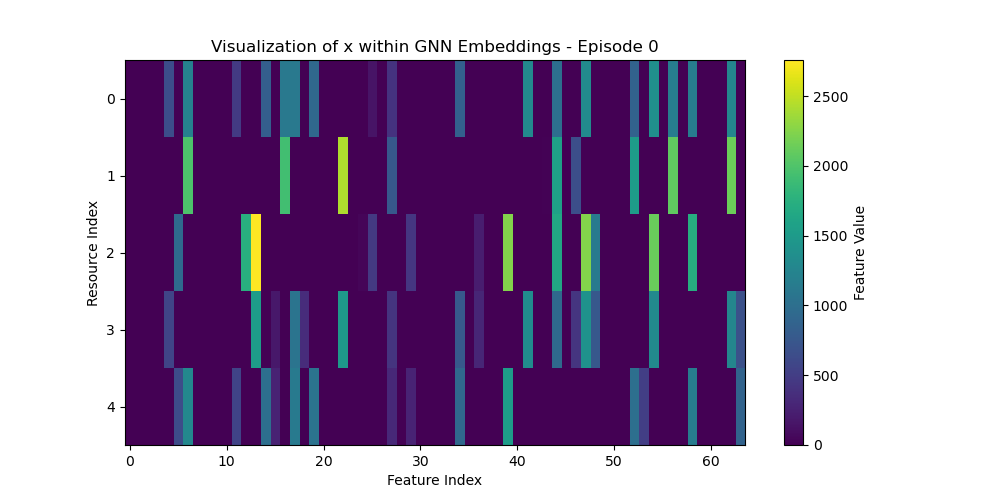 Visualization of x within GNN Embeddings - Episode 0
Resource Index
0
1
2
3
4
0 10 20 30 40 50 60
Feature Index
2500
2000
1500
1000
500
0
Feature Value